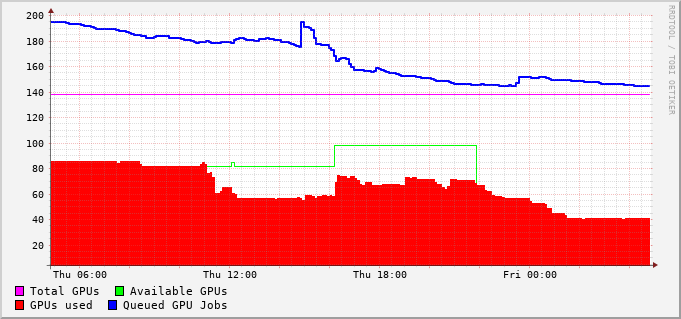 200
180
160
140
120
100
80
60
40
20
Thu 06:00 Thu 12:00 Thu 18:00 Fri 00:00
Total GPUs Available GPUs
GPUs used Queued GPU Jobs
RRDTOOL / TOBI OETIKER